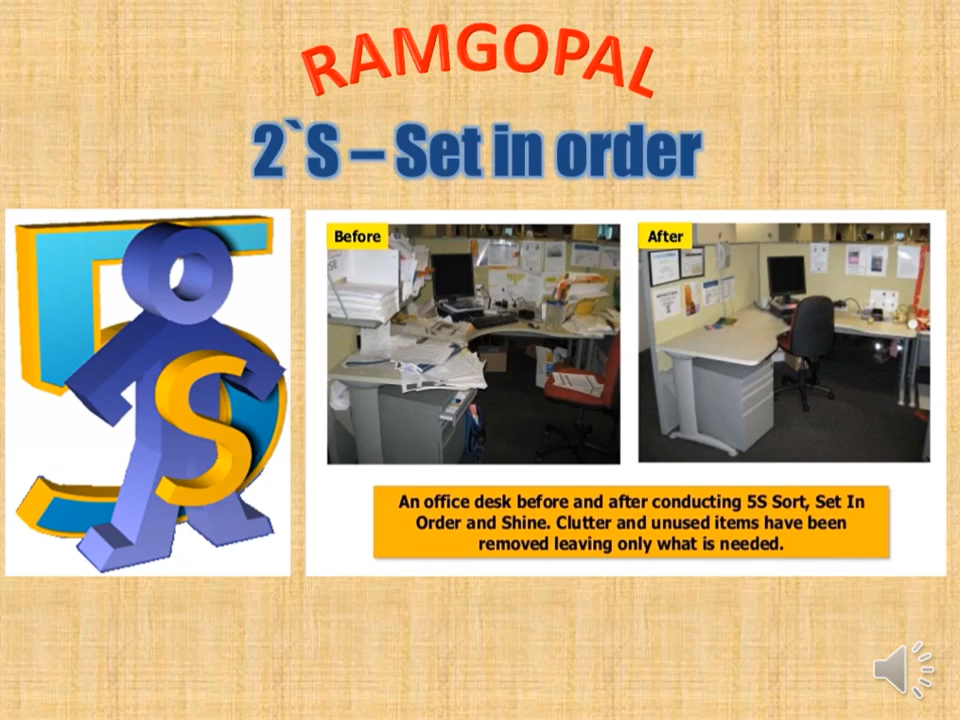 RAMGOPAL
2`S – Set in order
5S
Before
After
An office desk before and after conducting 5S Sort, Set In
Order and Shine. Clutter and unused items have been
removed leaving only what is needed.